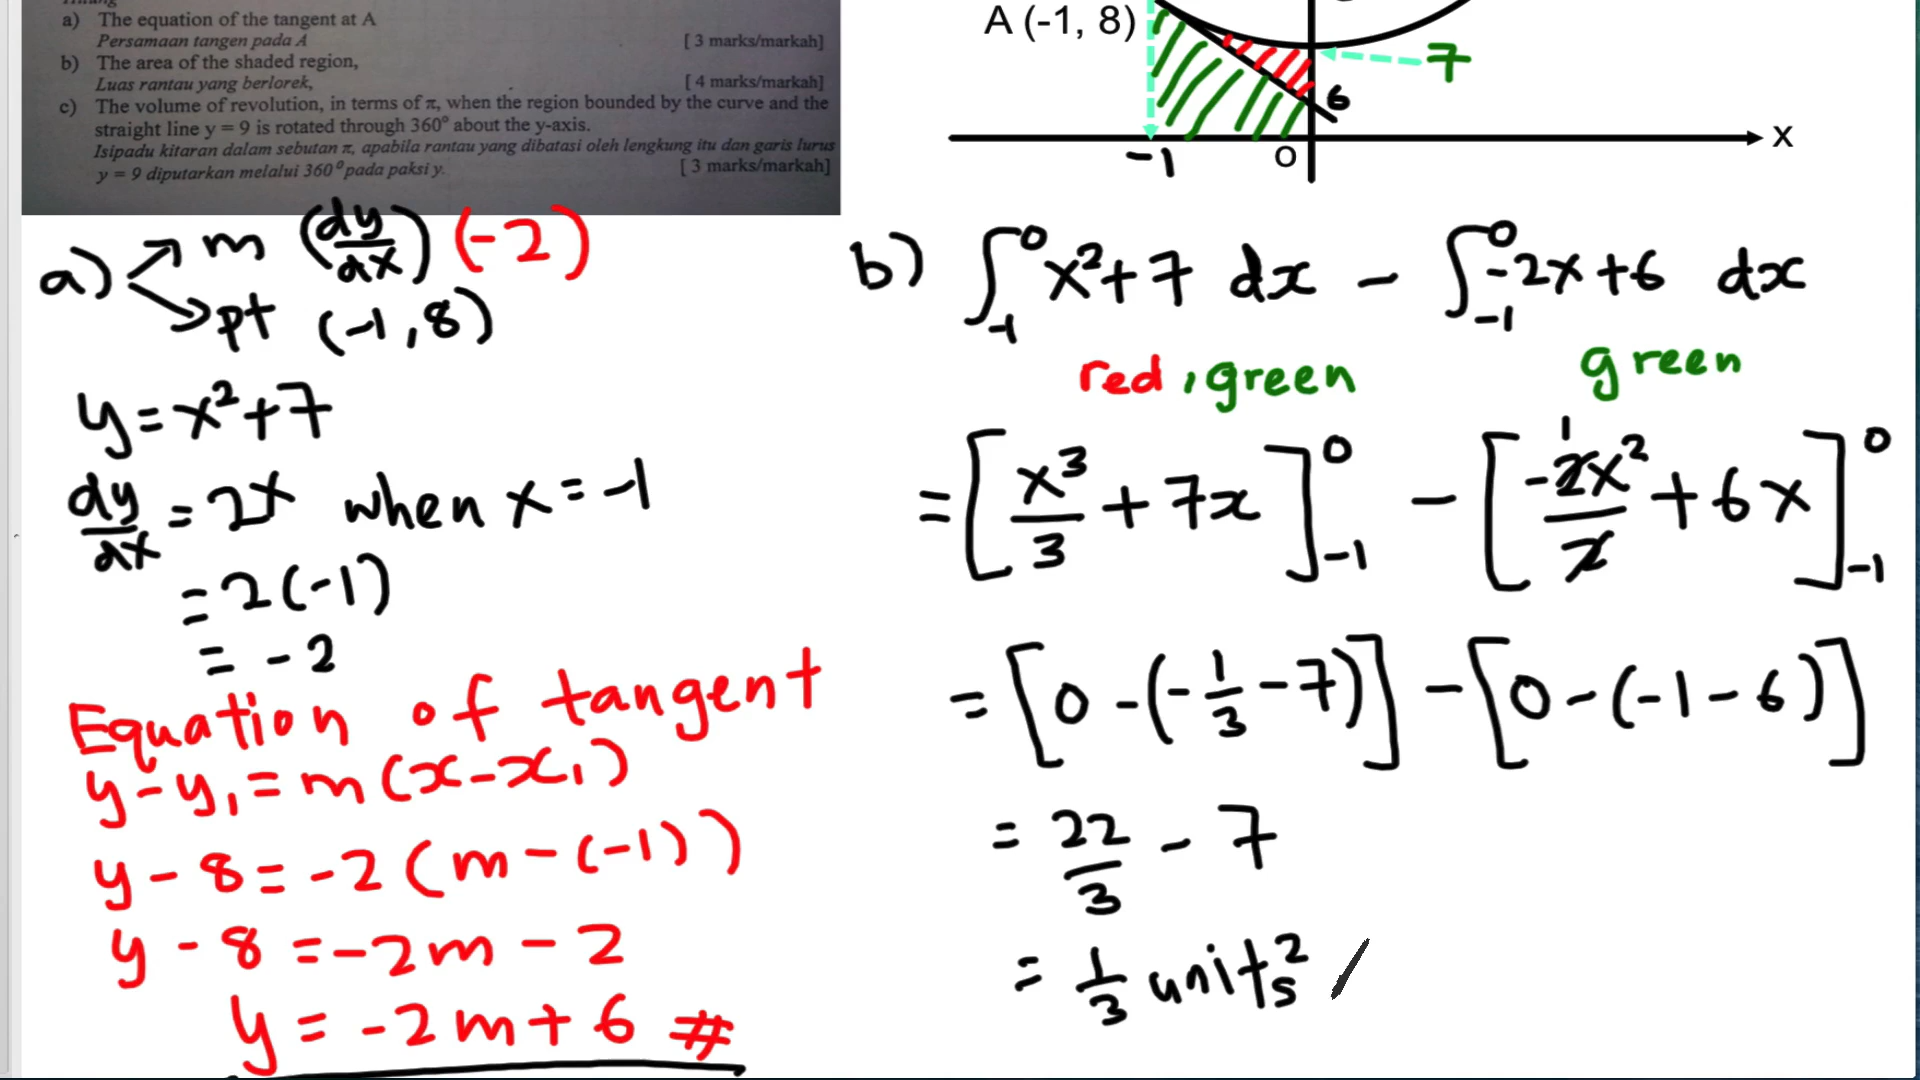 a) The equation of the tangent at A
Persamaan tangen pada A [ 3 marks/markah]
b) The area of the shaded region,
Luas rantau yang berlorek, [ 4 marks/markah]
c) The volume of revolution, in terms of π, when the region bounded by the curve and the
straight line y = 9 is rotated through 360° about the y-axis.
Isipadu kitaran dalam sebutan π, apabila rantau yang dibatasi oleh lengkung itu dan garis lurus
y = 9 diputarkan melalui 360° pada paksi y. [ 3 marks/markah]
A (-1, 8)
7
6
x
-1
O
a) m (dy/dx) (-2)
pt (-1, 8)
y = x² + 7
dy/dx = 2x when x = -1
= 2(-1)
= -2
Equation of tangent
y - y₁ = m(x - x₁)
y - 8 = -2(m - (-1))
y - 8 = -2m - 2
y = -2m + 6 #
b) ∫₋₁⁰ x² + 7 dx - ∫₋₁⁰ -2x + 6 dx
red, green green
= [x³/3 + 7x]₋₁⁰ - [-2x²/2 + 6x]₋₁⁰
1
= [0 - (-1/3 - 7)] - [0 - (-1 - 6)]
= 22/3 - 7
= 1/3 units²